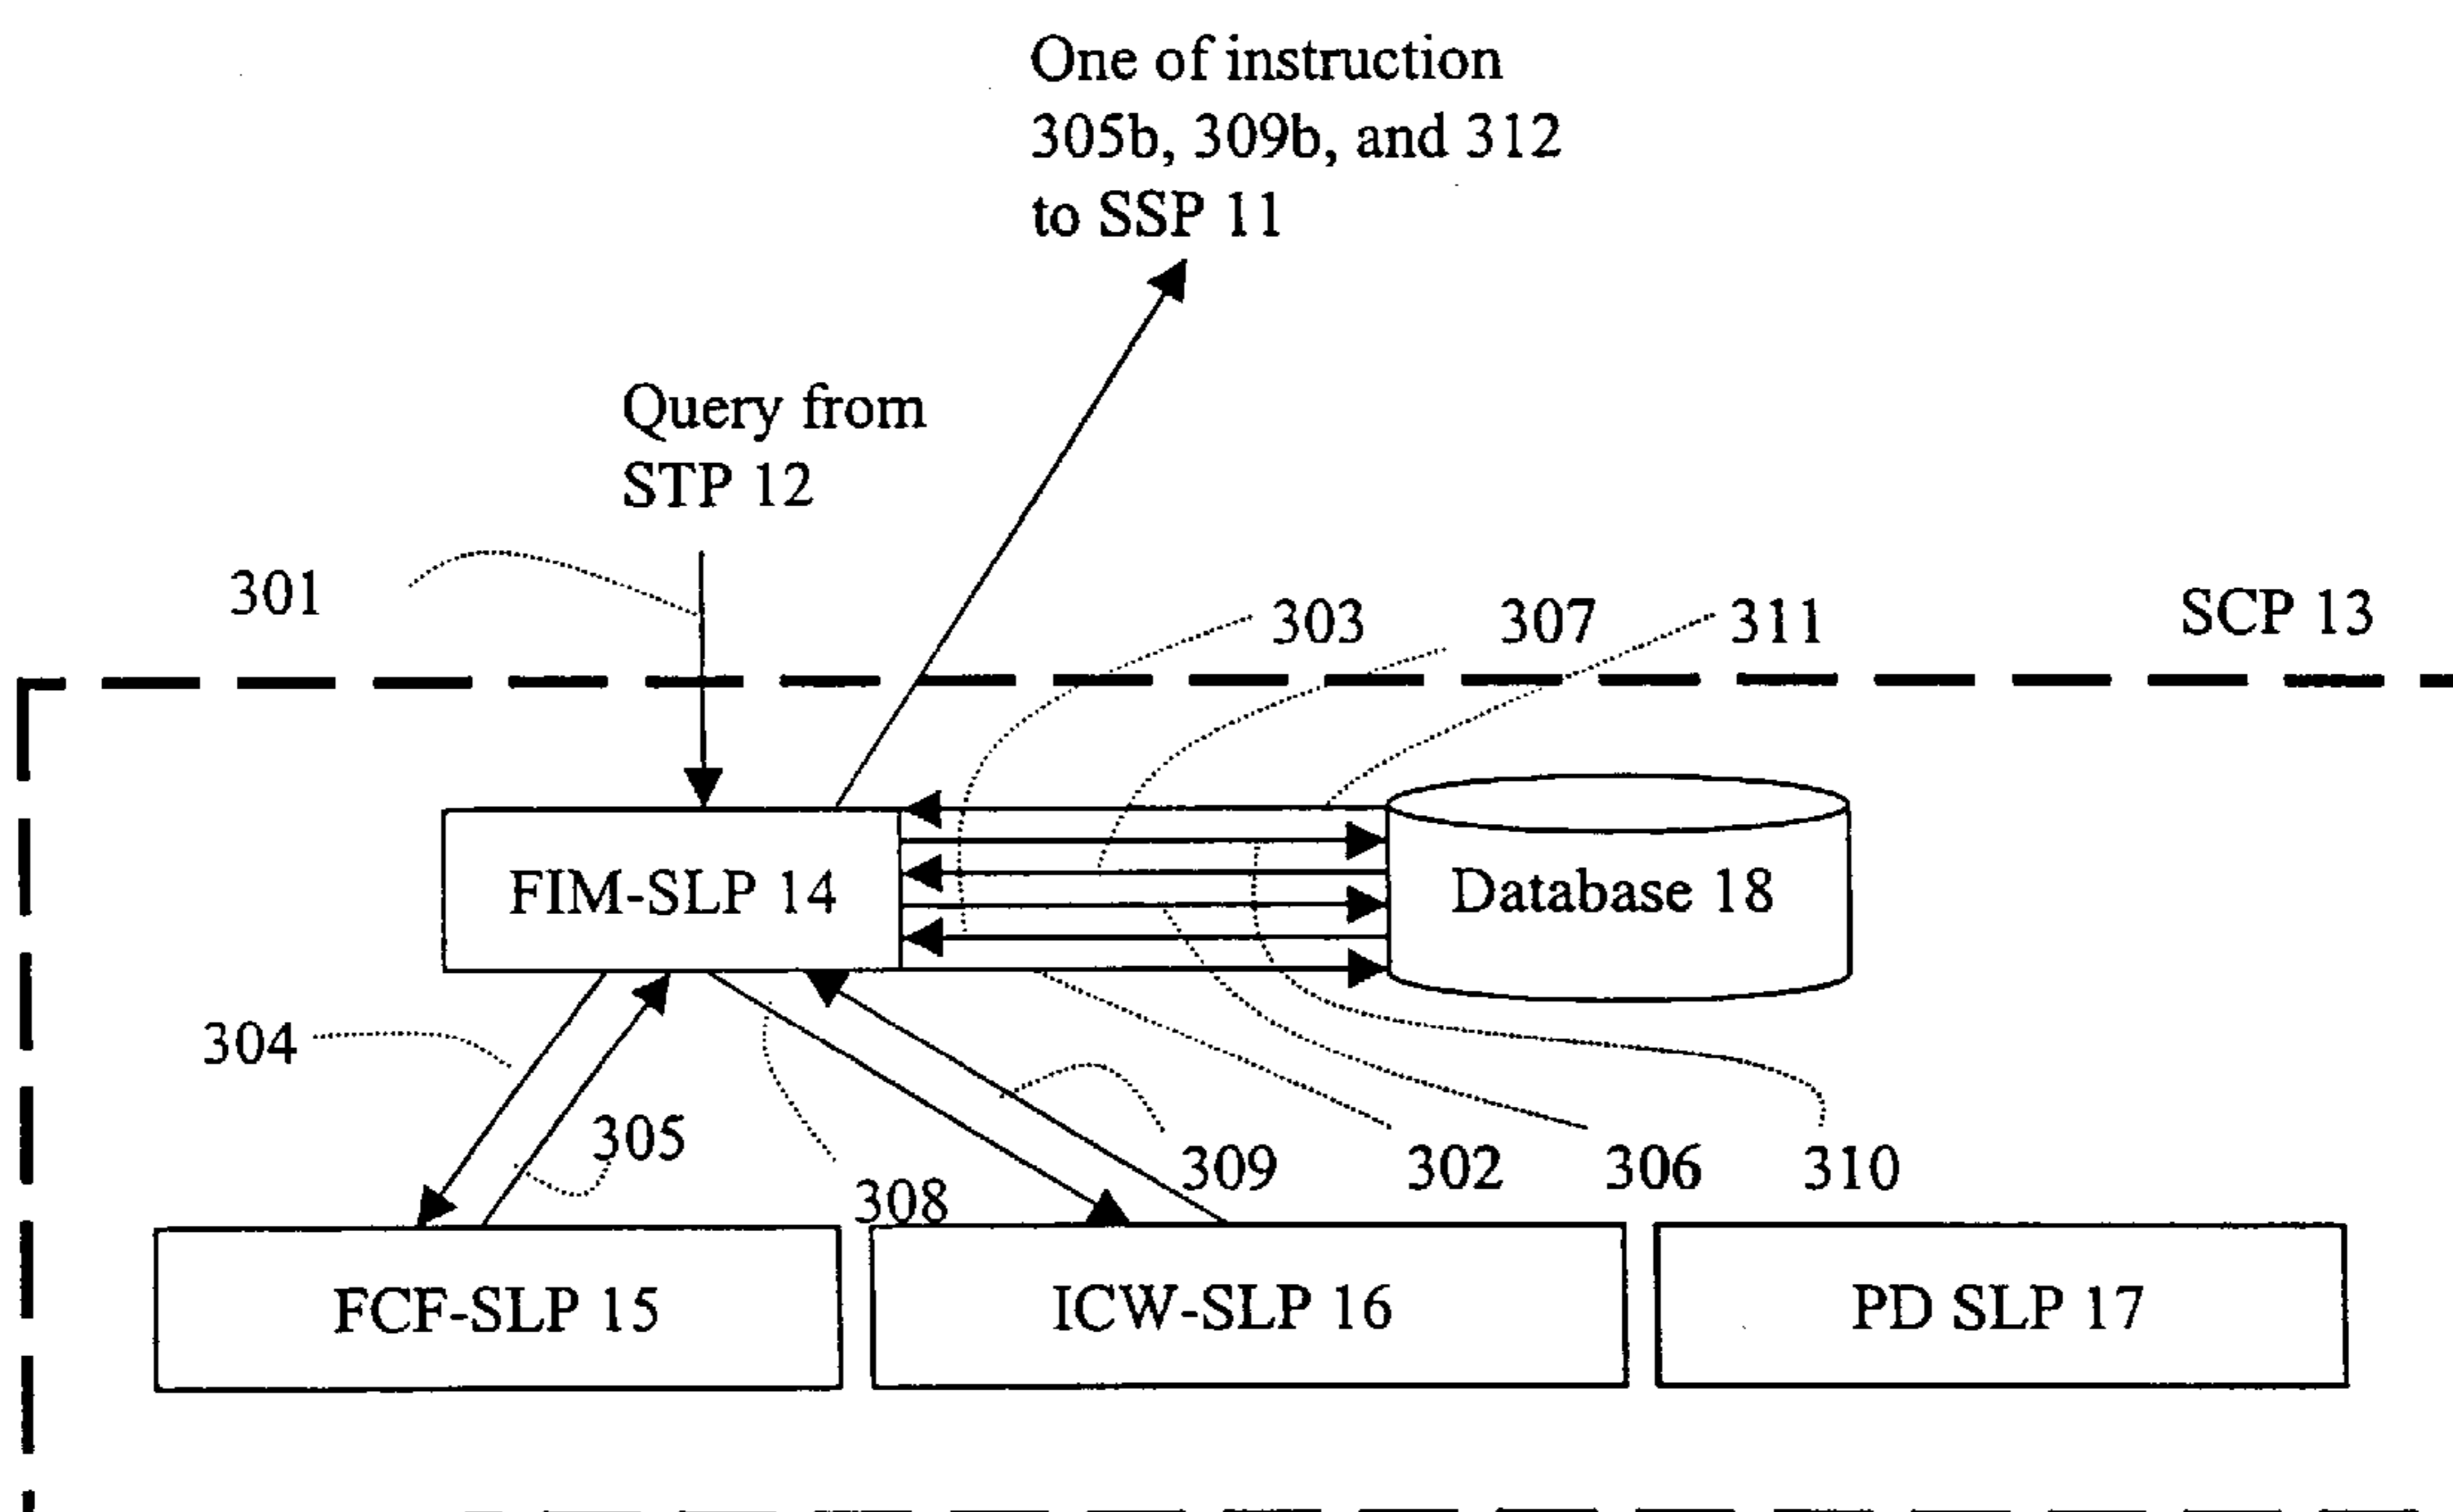 One of instruction
305b, 309b, and 312
to SSP 11
Query from
STP 12
301
303
307
311
SCP 13
FIM-SLP 14
Database 18
304
305
308
309
302
306
310
FCF-SLP 15
ICW-SLP 16
PD SLP 17